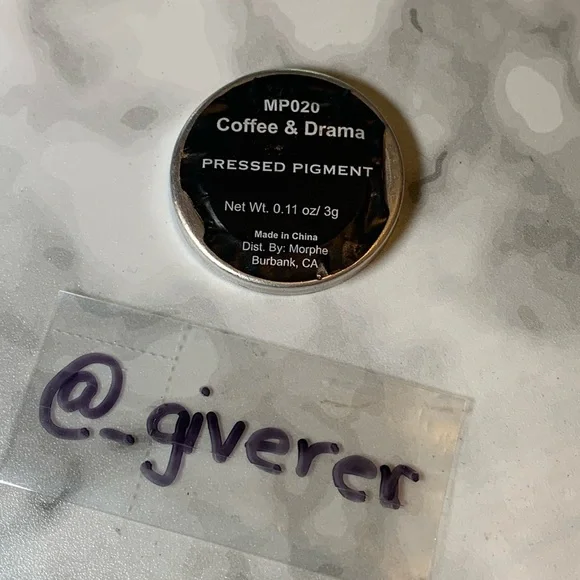 MP020
Coffee & Drama
PRESSED PIGMENT
Net Wt. 0.11 oz/ 3g
Made in China
Dist. By: Morphe
Burbank, CA
@_giverer